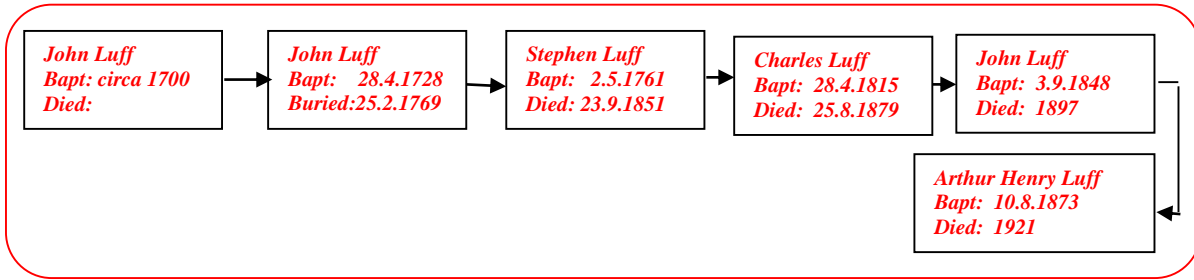 John Luff
Bapt: circa 1700
Died:
John Luff
Bapt: 28.4.1728
Buried:25.2.1769
Stephen Luff
Bapt: 2.5.1761
Died: 23.9.1851
Charles Luff
Bapt: 28.4.1815
Died: 25.8.1879
John Luff
Bapt: 3.9.1848
Died: 1897
Arthur Henry Luff
Bapt: 10.8.1873
Died: 1921